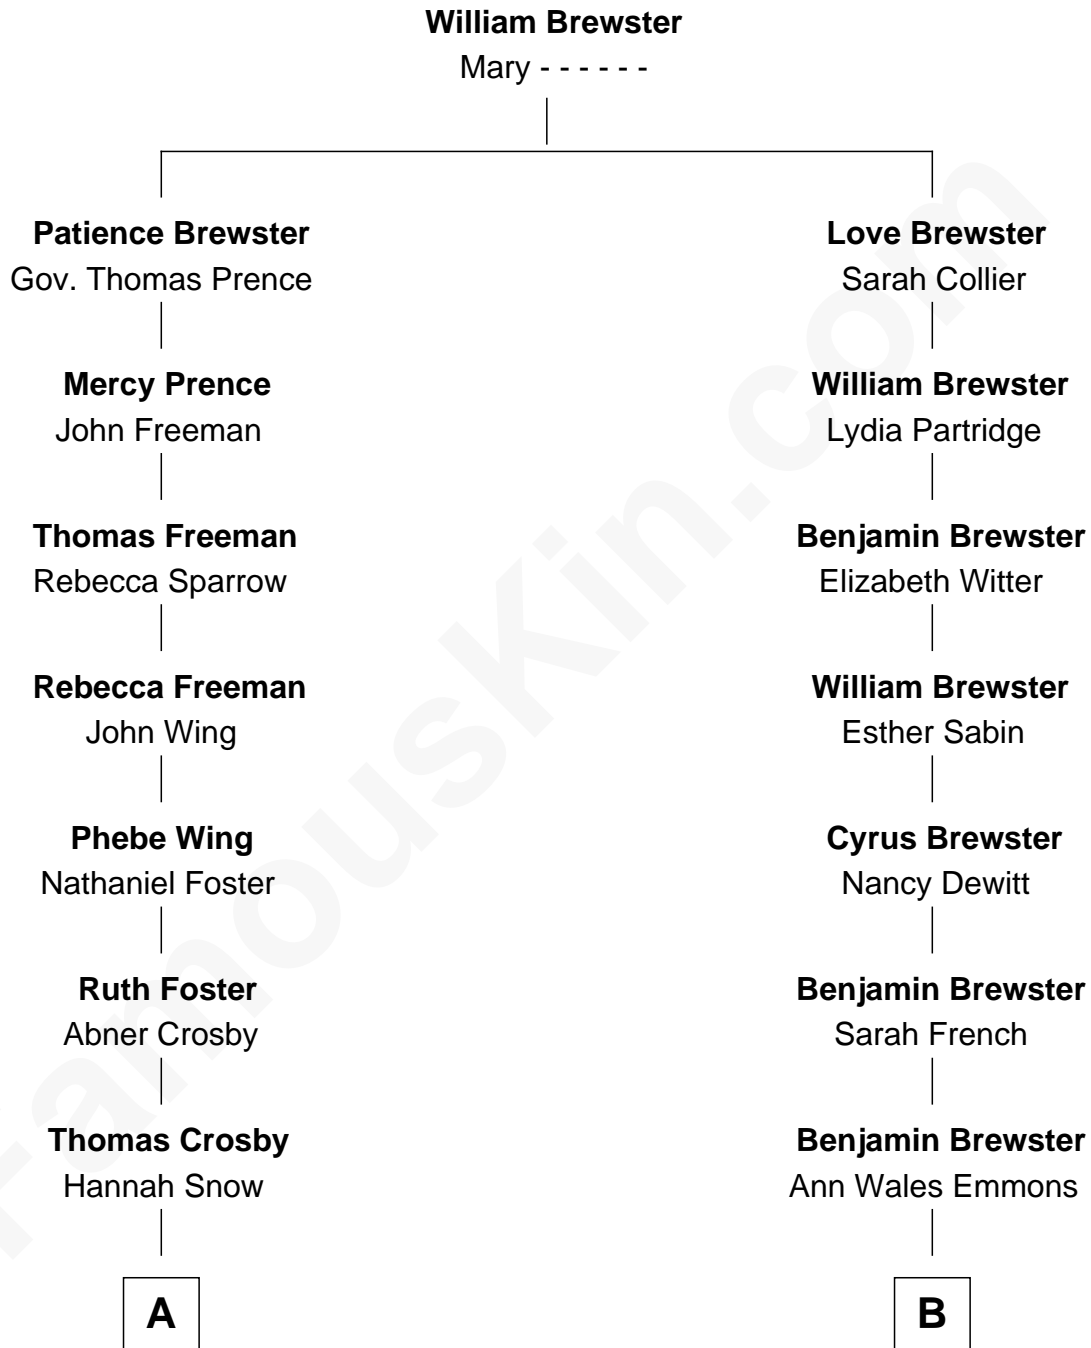 William Brewster
Mary - - - - - -
Patience Brewster
Gov. Thomas Prence
Love Brewster
Sarah Collier
Mercy Prence
John Freeman
William Brewster
Lydia Partridge
Thomas Freeman
Rebecca Sparrow
Benjamin Brewster
Elizabeth Witter
Rebecca Freeman
John Wing
William Brewster
Esther Sabin
Phebe Wing
Nathaniel Foster
Cyrus Brewster
Nancy Dewitt
Ruth Foster
Abner Crosby
Benjamin Brewster
Sarah French
Thomas Crosby
Hannah Snow
Benjamin Brewster
Ann Wales Emmons
A
B
FamousKin.com